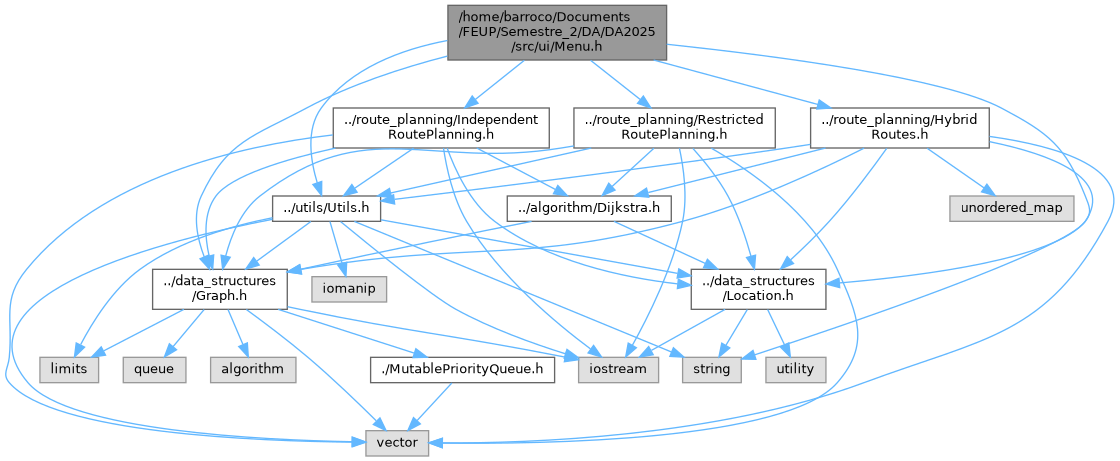 /home/barroco/Documents
/FEUP/Semestre_2/DA/DA2025
/src/ui/Menu.h
../route_planning/Independent
RoutePlanning.h
../route_planning/Restricted
RoutePlanning.h
../route_planning/Hybrid
Routes.h
../utils/Utils.h
../algorithm/Dijkstra.h
unordered_map
../data_structures
/Graph.h
iomanip
../data_structures
/Location.h
limits
queue
algorithm
./MutablePriorityQueue.h
iostream
string
utility
vector